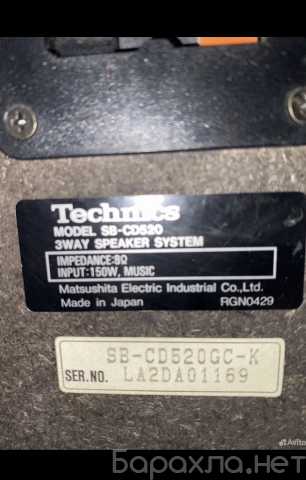 Technics
MODEL SB-CD520
3WAY SPEAKER SYSTEM
IMPEDANCE:8Ω
INPUT:150W, MUSIC
Matsushita Electric Industrial Co.,Ltd.
Made in Japan RGN0429
SB-CD520GC-K
SER.NO. LA2DA01169
Avito
Барахла.нет